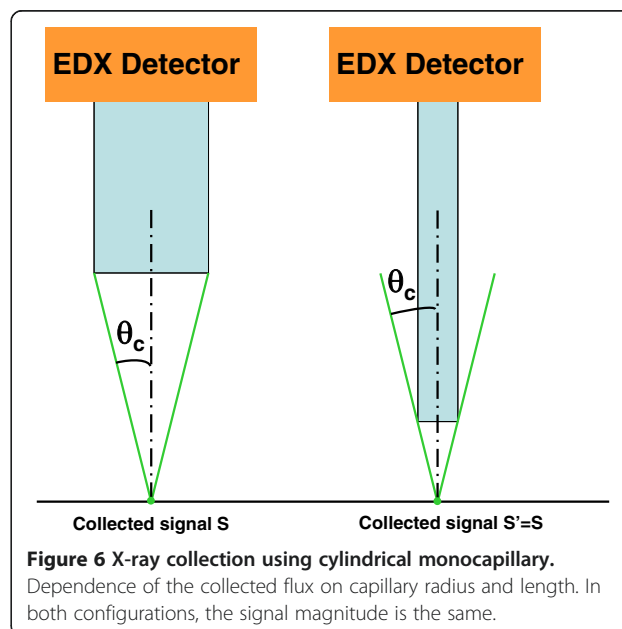 EDX Detector EDX Detector
θc θc
Collected signal S Collected signal S'=S
Figure 6 X-ray collection using cylindrical monocapillary.
Dependence of the collected flux on capillary radius and length. In
both configurations, the signal magnitude is the same.